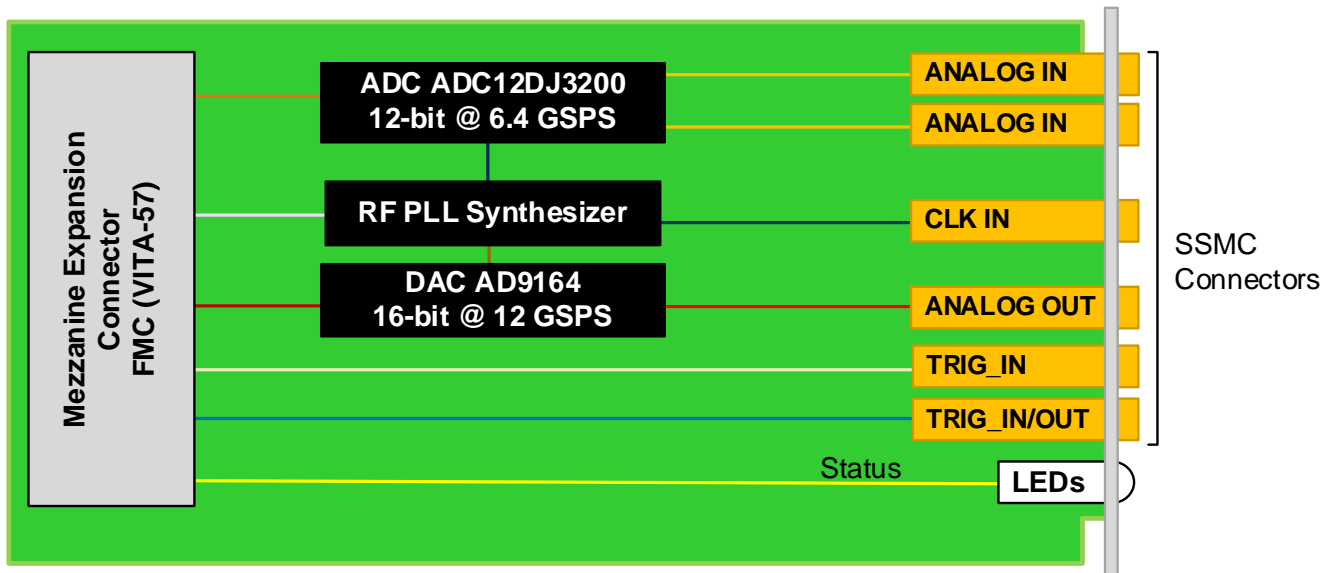 Mezzanine Expansion
Connector
FMC (VITA-57)
ADC ADC12DJ3200
12-bit @ 6.4 GSPS
RF PLL Synthesizer
DAC AD9164
16-bit @ 12 GSPS
ANALOG IN
ANALOG IN
CLK IN
ANALOG OUT
TRIG_IN
TRIG_IN/OUT
Status
LEDs
SSMC
Connectors